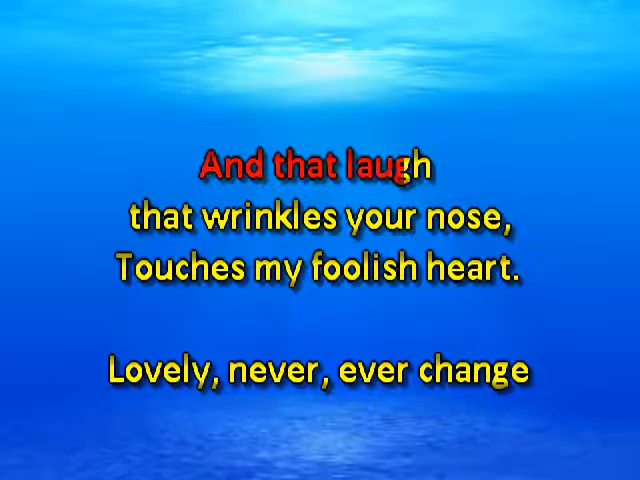 And that laugh
that wrinkles your nose,
Touches my foolish heart.
Lovely, never, ever change